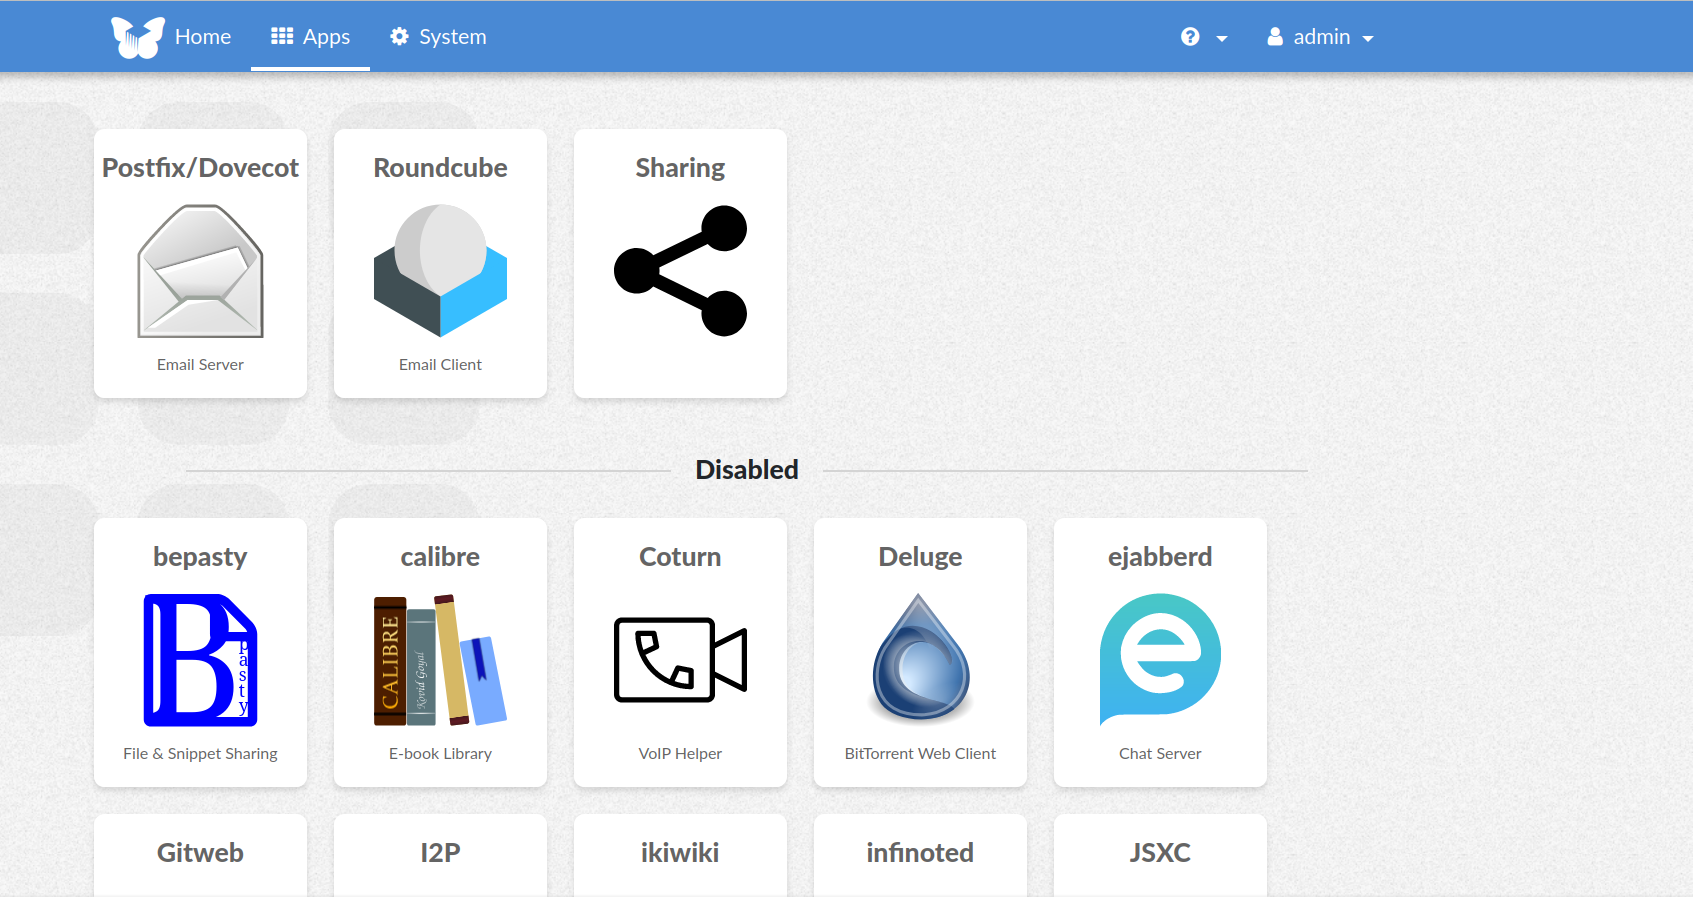 Home Apps System admin
Postfix/Dovecot Roundcube Sharing
Email Server Email Client
Disabled
bepasty calibre Coturn Deluge ejabberd
B
pasty
CALIBRE
Kovid Goyal
File & Snippet Sharing E-book Library VoIP Helper BitTorrent Web Client Chat Server
Gitweb I2P ikiwiki infinoted JSXC